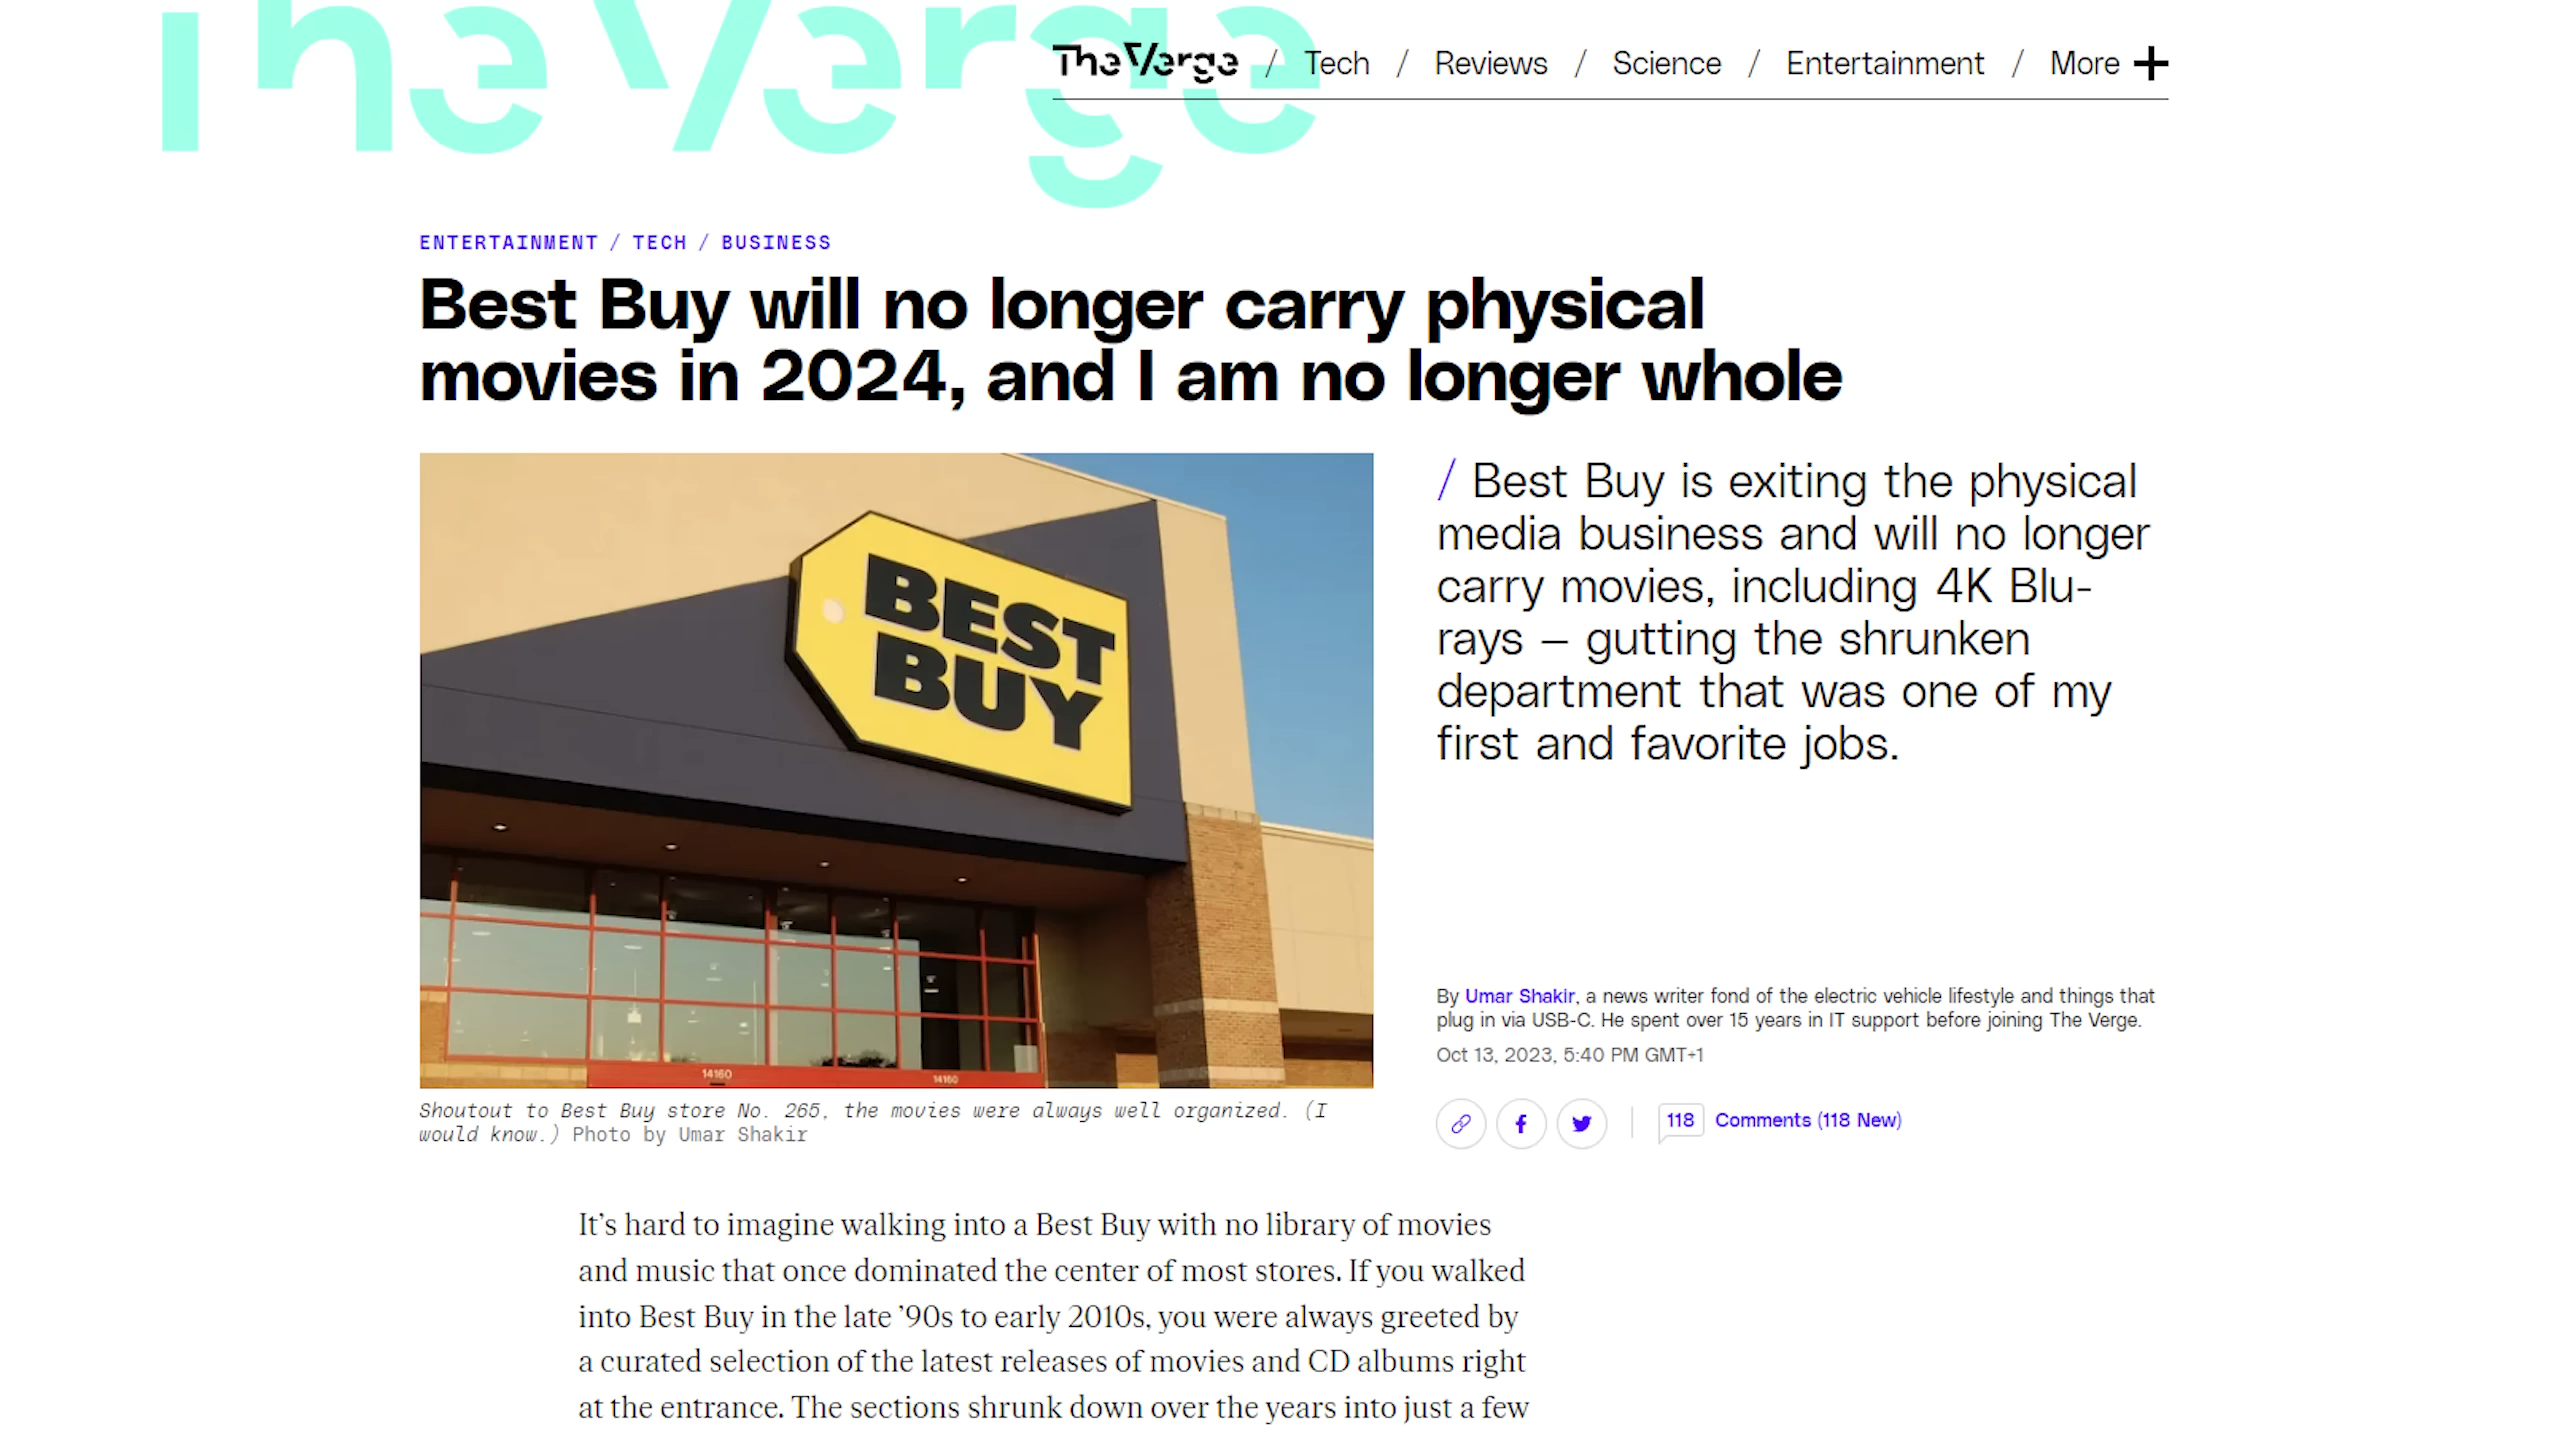 The Verge
The Verge / Tech / Reviews / Science / Entertainment / More
ENTERTAINMENT / TECH / BUSINESS
Best Buy will no longer carry physical
movies in 2024, and I am no longer whole
BEST
BUY
14160
14160
Shoutout to Best Buy store No. 265, the movies were always well organized. (I
would know.) Photo by Umar Shakir
/ Best Buy is exiting the physical
media business and will no longer
carry movies, including 4K Blu-
rays — gutting the shrunken
department that was one of my
first and favorite jobs.
By Umar Shakir, a news writer fond of the electric vehicle lifestyle and things that
plug in via USB-C. He spent over 15 years in IT support before joining The Verge.
Oct 13, 2023, 5:40 PM GMT+1
118 Comments (118 New)
It’s hard to imagine walking into a Best Buy with no library of movies
and music that once dominated the center of most stores. If you walked
into Best Buy in the late ’90s to early 2010s, you were always greeted by
a curated selection of the latest releases of movies and CD albums right
at the entrance. The sections shrunk down over the years into just a few